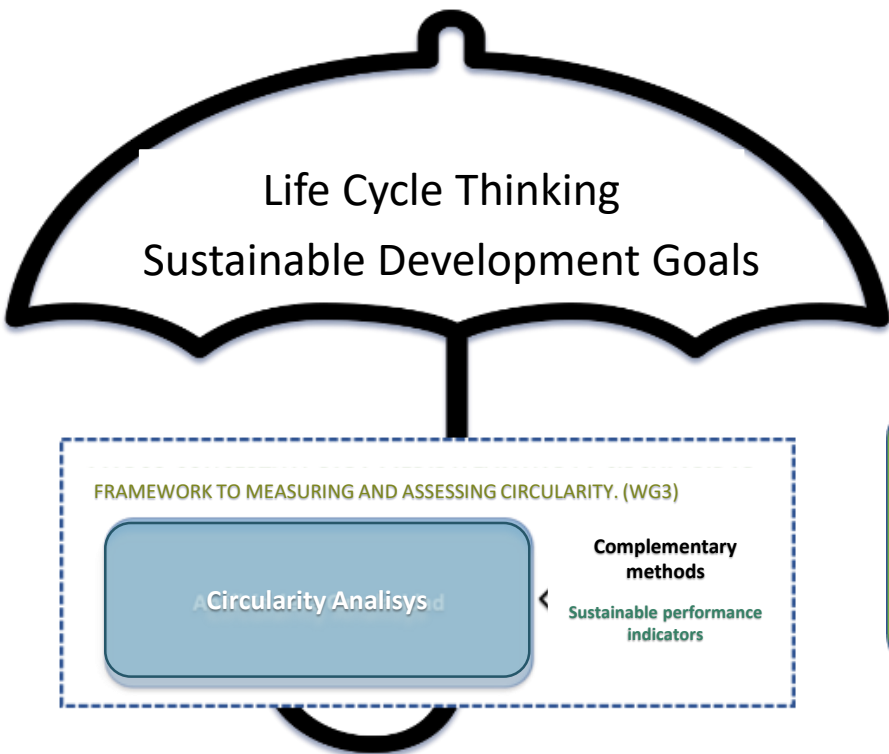 Life Cycle Thinking
Sustainable Development Goals
FRAMEWORK TO MEASURING AND ASSESSING CIRCULARITY. (WG3)
Circularity Analisys
Complementary
methods
Sustainable performance
indicators